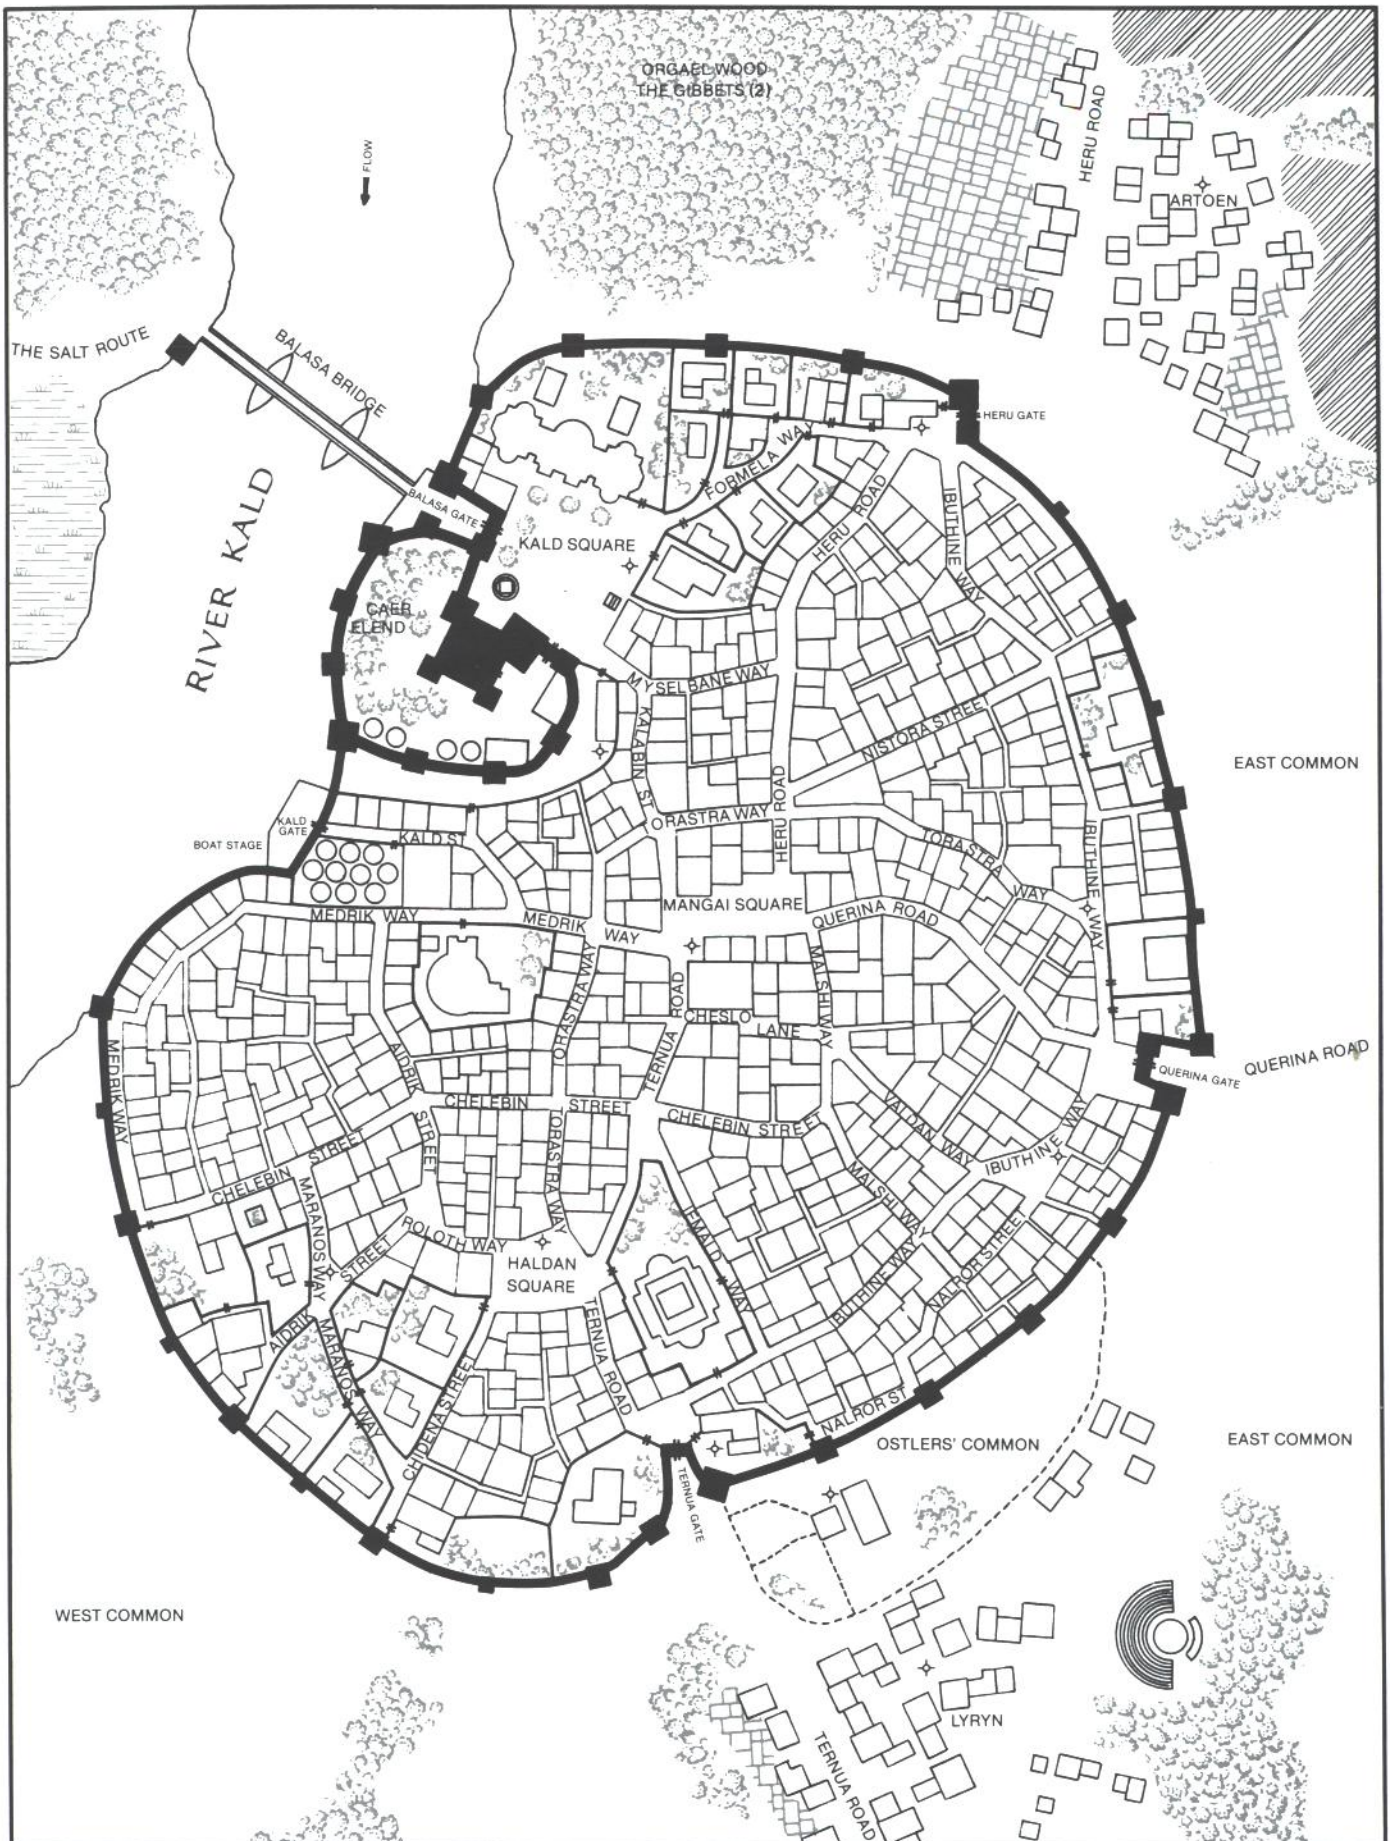 ORGAEL WOOD
THE GIBBETS (2)
FLOW
HERU ROAD
ARTOEN
THE SALT ROUTE
BALASA BRIDGE
HERU GATE
FORMELA WAY
RIVER KALD
BALASA GATE
HERU ROAD
IBUTHINE WAY
KALD SQUARE
CAER
ELEND
MYSELBANE WAY
KALABIN ST
NISTORA STREET
EAST COMMON
HERU ROAD
TORASTRA WAY
KALD
GATE
KALD ST
BOAT STAGE
TORASTRA WAY
IBUTHINE WAY
MEDRIK WAY
MEDRIK WAY
MANGAI SQUARE
QUERINA ROAD
TORASTRA WAY
TERNUA ROAD
MALSHI WAY
CHESLO LANE
MEDRIK WAY
AIDRIK STREET
QUERINA GATE
QUERINA ROAD
CHELEBIN STREET
CHELEBIN STREET
VALDAN WAY
IBUTHINE WAY
CHELEBIN STREET
TORASTRA WAY
MARANOS WAY
MALSHI WAY
EMALD WAY
NALROR STREET
ROLOTH WAY
HALDAN
SQUARE
IBUTHINE WAY
AIDRIK STREET
MARANOS WAY
TERNUA ROAD
CHIDENA STREET
NALROR ST
OSTLERS' COMMON
EAST COMMON
TERNUA GATE
WEST COMMON
LYRYN
TERNUA ROAD